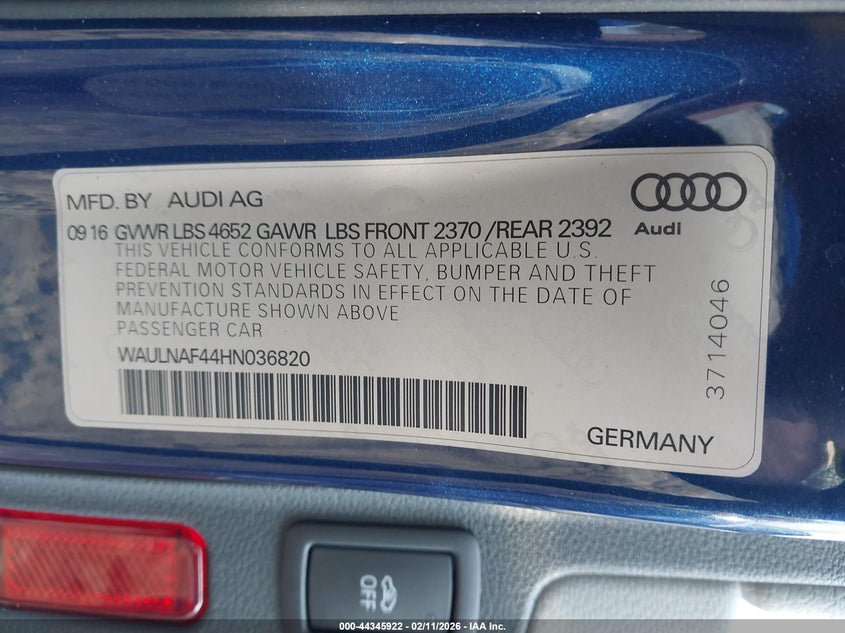 MFD. BY AUDI AG
09 16 GVWR LBS 4652 GAWR LBS FRONT 2370 /REAR 2392
Audi
THIS VEHICLE CONFORMS TO ALL APPLICABLE U.S.
FEDERAL MOTOR VEHICLE SAFETY, BUMPER AND THEFT
PREVENTION STANDARDS IN EFFECT ON THE DATE OF
MANUFACTURE SHOWN ABOVE
PASSENGER CAR
WAULNAF44HN036820
3714046
GERMANY
OFF
000-44345922 - 02/11/2026 - IAA Inc.